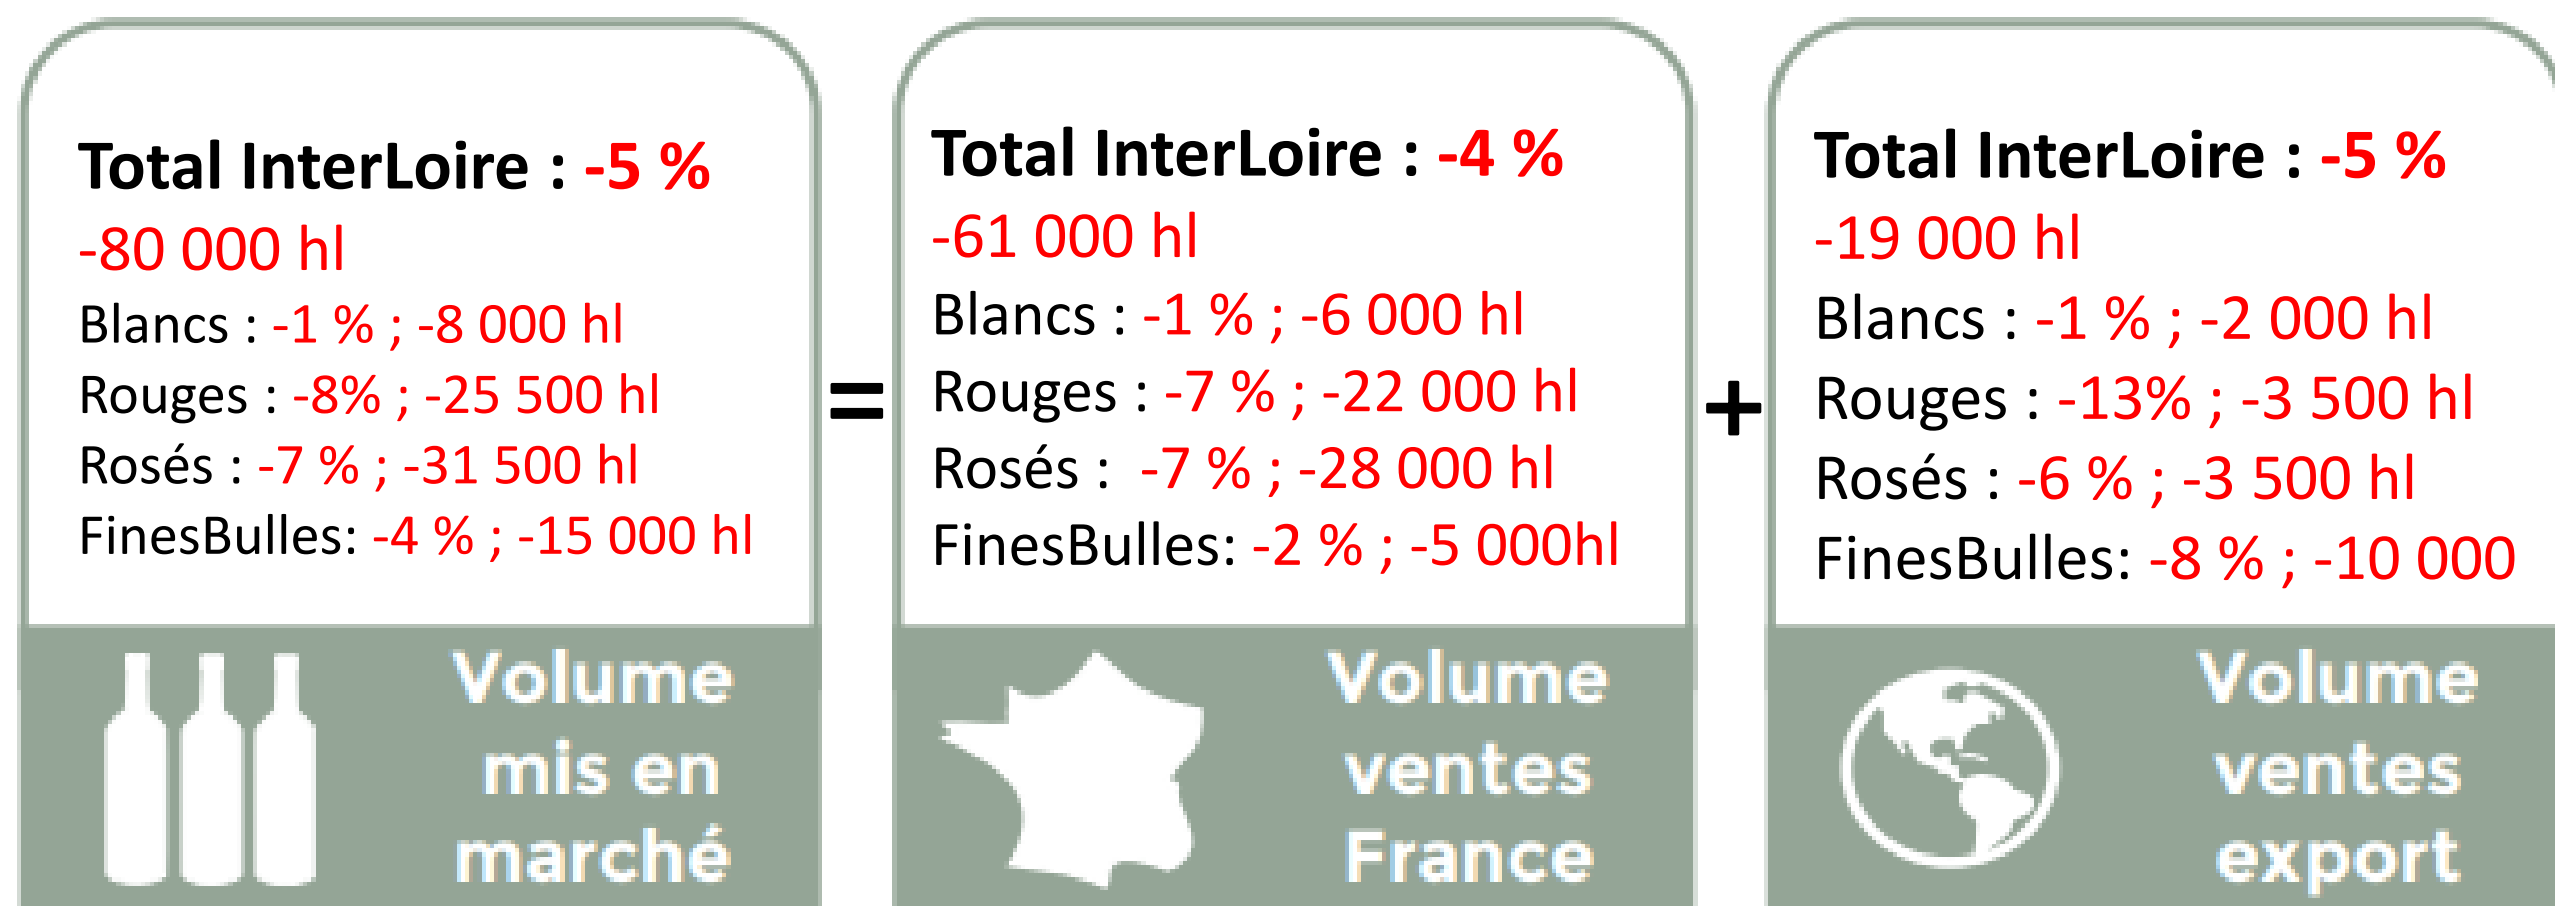 Total InterLoire : -5 %
-80 000 hl
Blancs : -1 % ; -8 000 hl
Rouges : -8% ; -25 500 hl
Rosés : -7 % ; -31 500 hl
FinesBulles: -4 % ; -15 000 hl
Volume
mis en
marché
=
Total InterLoire : -4 %
-61 000 hl
Blancs : -1 % ; -6 000 hl
Rouges : -7 % ; -22 000 hl
Rosés : -7 % ; -28 000 hl
FinesBulles: -2 % ; -5 000hl
Volume
ventes
France
+
Total InterLoire : -5 %
-19 000 hl
Blancs : -1 % ; -2 000 hl
Rouges : -13% ; -3 500 hl
Rosés : -6 % ; -3 500 hl
FinesBulles: -8 % ; -10 000
Volume
ventes
export